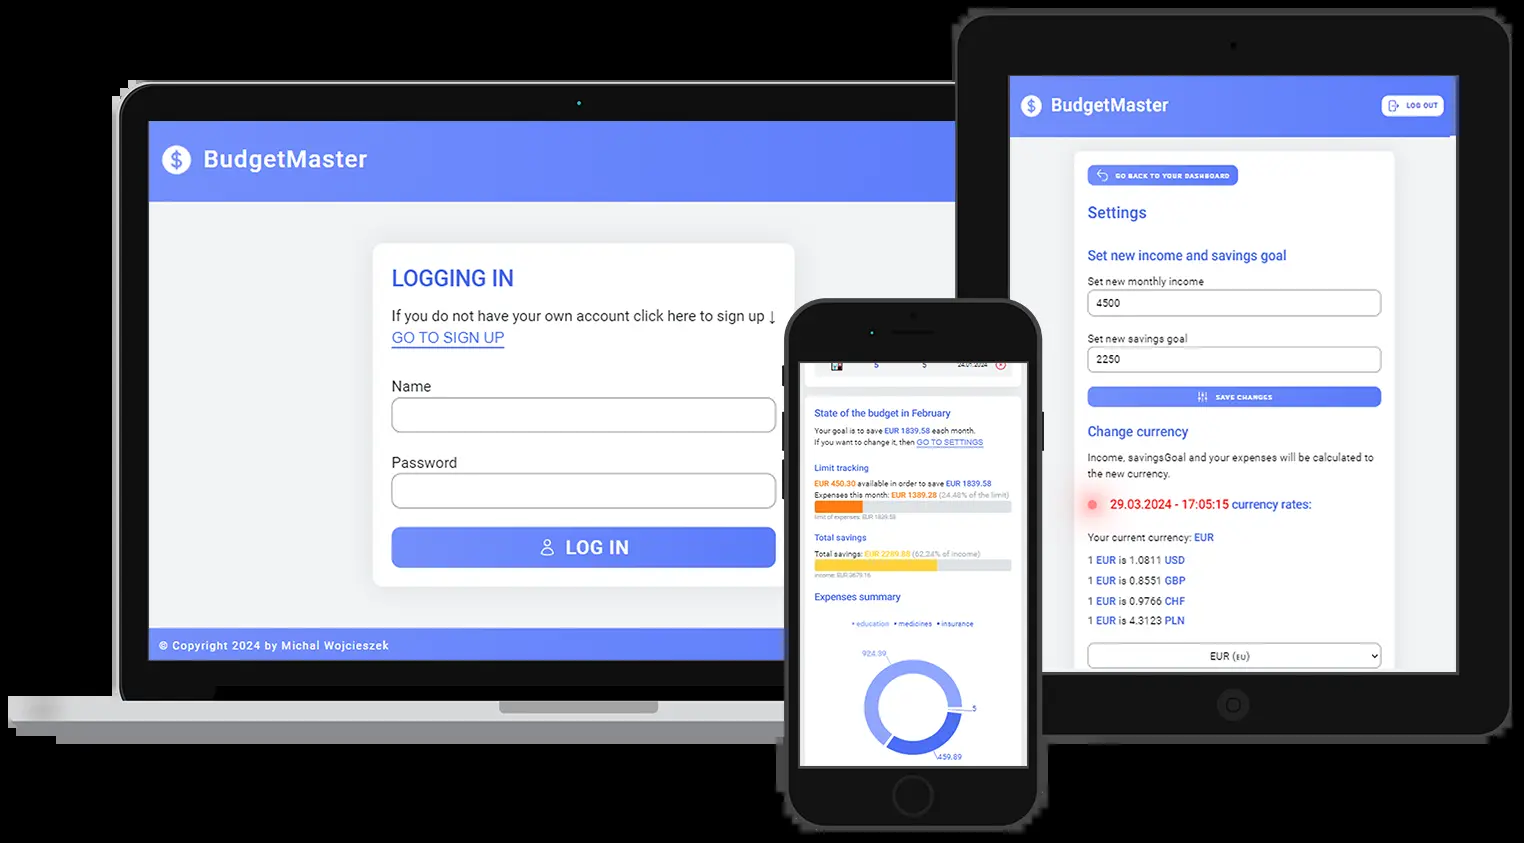 BudgetMaster
LOGGING IN
If you do not have your own account click here to sign up ↓
GO TO SIGN UP
Name
Password
LOG IN
© Copyright 2024 by Michal Wojcieszek
5 5 24.01.2024
State of the budget in February
Your goal is to save EUR 1839.58 each month.
If you want to change it, then GO TO SETTINGS
Limit tracking
EUR 450.30 available in order to save EUR 1839.58
Expenses this month: EUR 1389.28 (24.48% of the limit)
limit of expenses: EUR 1839.58
Total savings
Total savings: EUR 2289.88 (62.24% of income)
income: EUR 3679.16
Expenses summary
• education • medicines • insurance
924.39
5
459.89
BudgetMaster
LOG OUT
GO BACK TO YOUR DASHBOARD
Settings
Set new income and savings goal
Set new monthly income
4500
Set new savings goal
2250
SAVE CHANGES
Change currency
Income, savingsGoal and your expenses will be calculated to
the new currency.
29.03.2024 - 17:05:15 currency rates:
Your current currency: EUR
1 EUR is 1.0811 USD
1 EUR is 0.8551 GBP
1 EUR is 0.9766 CHF
1 EUR is 4.3123 PLN
EUR (EU)